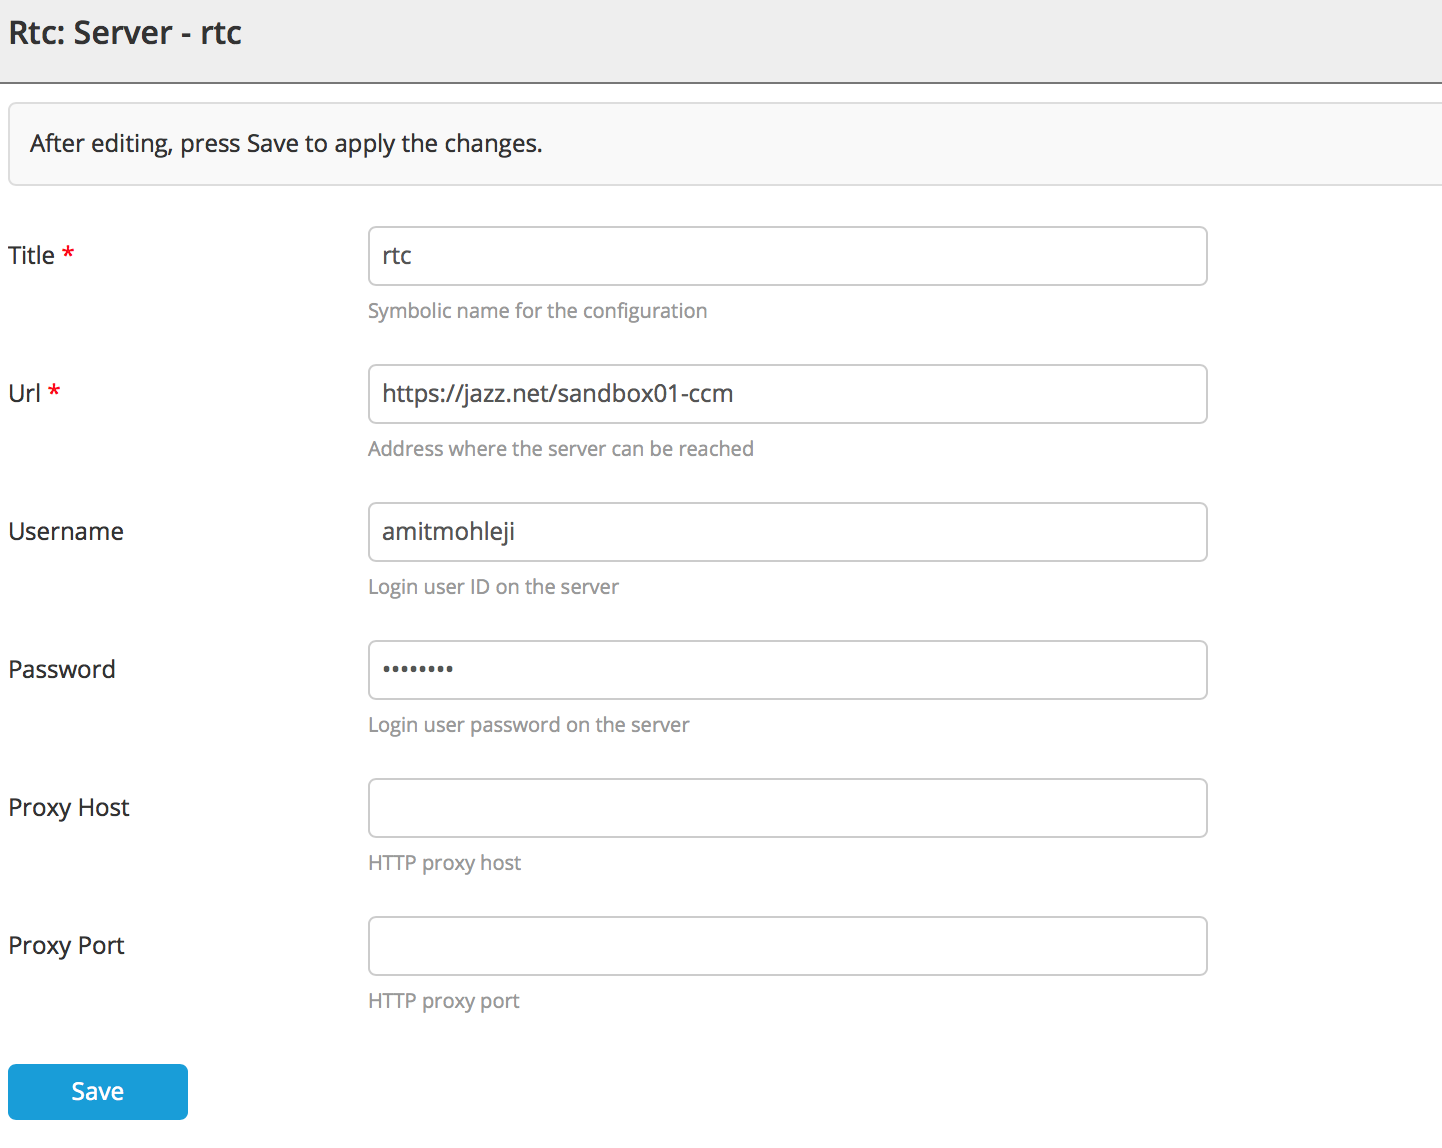 Rtc: Server - rtc
After editing, press Save to apply the changes.
Title *
rtc
Symbolic name for the configuration
Url *
https://jazz.net/sandbox01-ccm
Address where the server can be reached
Username
amitmohleji
Login user ID on the server
Password
••••••••
Login user password on the server
Proxy Host
HTTP proxy host
Proxy Port
HTTP proxy port
Save